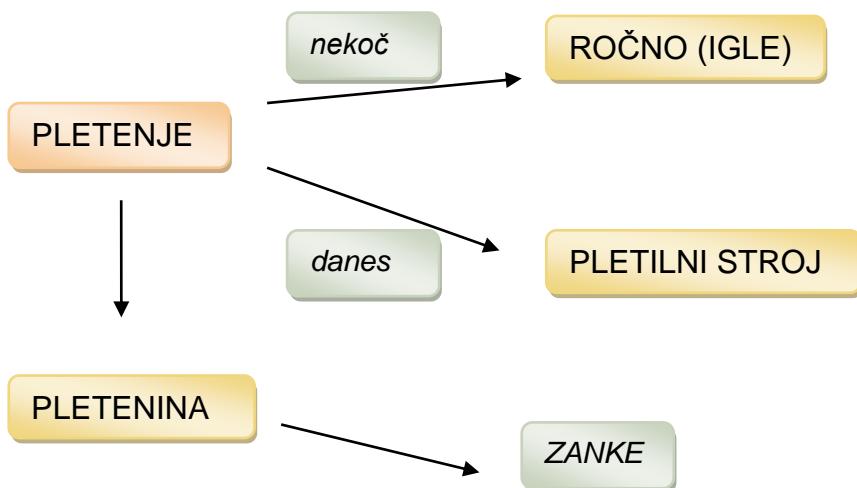 nekoč
ROČNO (IGLE)
PLETENJE
danes
PLETILNI STROJ
PLETENINA
ZANKE